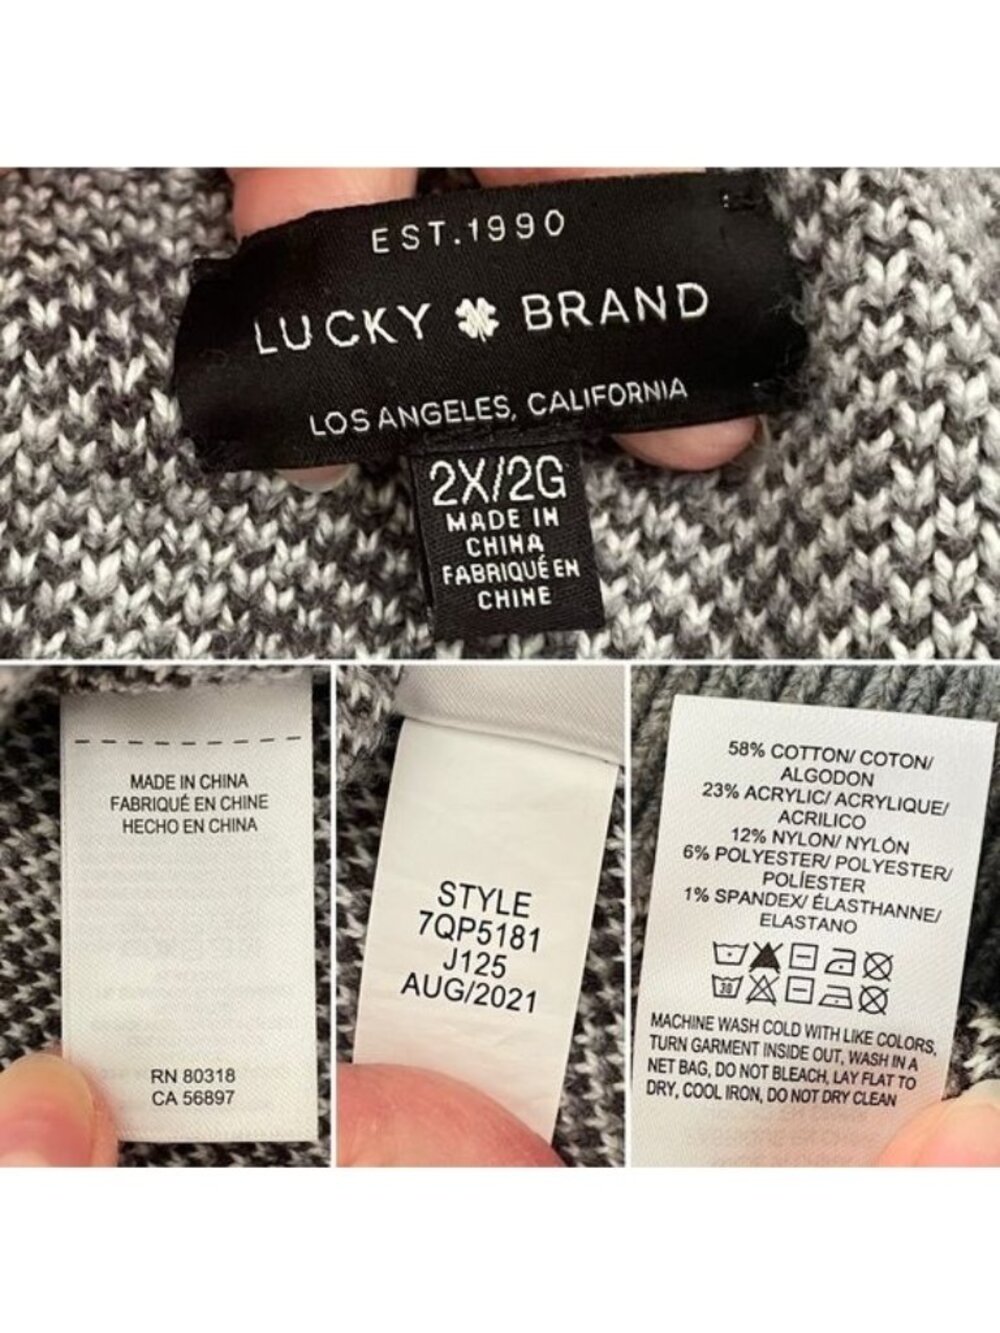 EST.1990
LUCKY BRAND
LOS ANGELES, CALIFORNIA
2X/2G
MADE IN
CHINA
FABRIQUÉ EN
CHINE
MADE IN CHINA
FABRIQUÉ EN CHINE
HECHO EN CHINA
RN 80318
CA 56897
STYLE
7QP5181
J125
AUG/2021
58% COTTON/ COTON/
ALGODON
23% ACRYLIC/ ACRYLIQUE/
ACRILICO
12% NYLON/ NYLÓN
6% POLYESTER/ POLYESTER/
POLÍESTER
1% SPANDEX/ ÉLASTHANNE/
ELASTANO
30
MACHINE WASH COLD WITH LIKE COLORS,
TURN GARMENT INSIDE OUT, WASH IN A
NET BAG, DO NOT BLEACH, LAY FLAT TO
DRY, COOL IRON, DO NOT DRY CLEAN